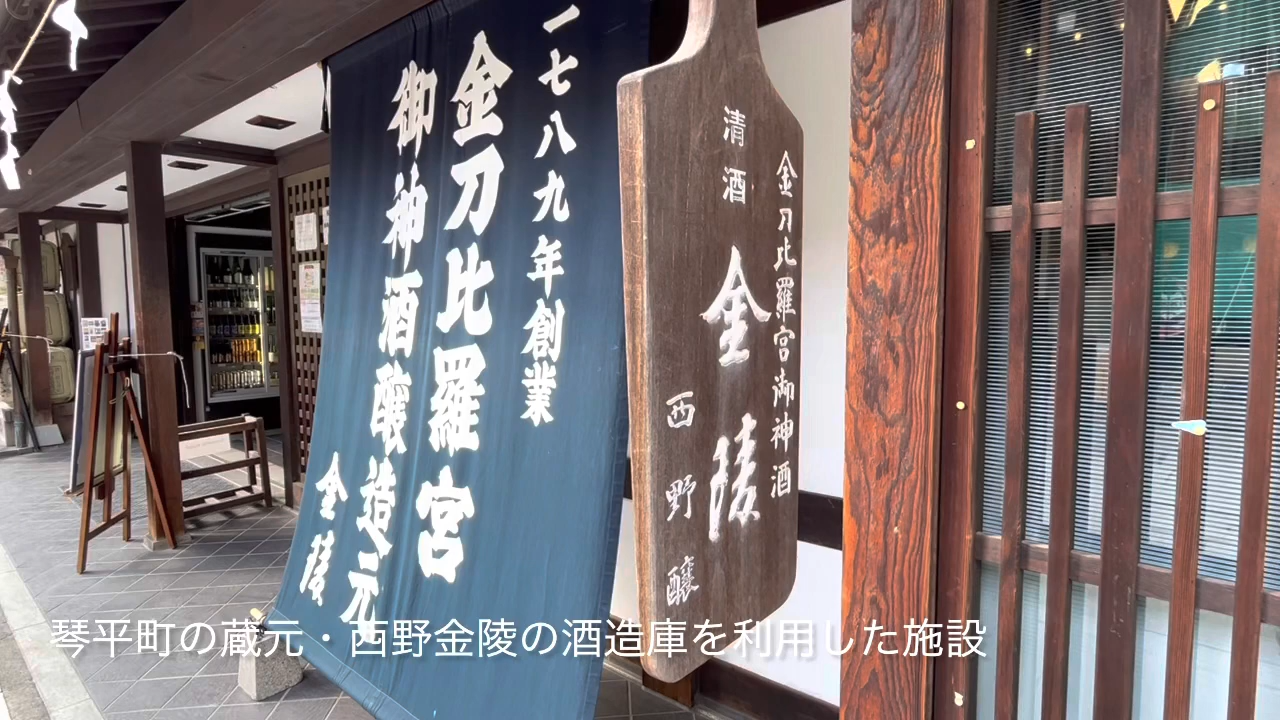 一七八九年創業
金刀比羅宮
御神酒醸造元
金陵
金刀比羅宮御神酒
清酒
金陵
西野醸
琴平町の蔵元・西野金陵の酒造庫を利用した施設